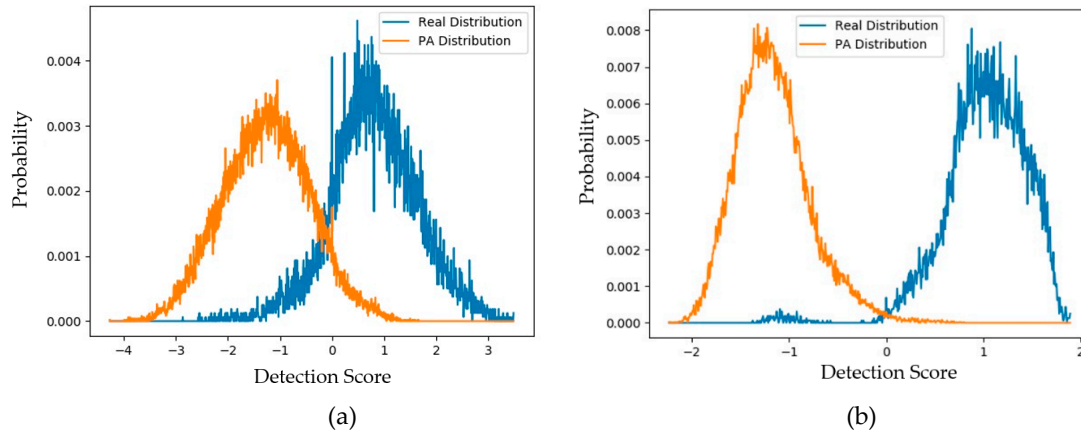 Real Distribution
PA Distribution
0.004
0.003
0.002
0.001
0.000
Probability
−4 −3 −2 −1 0 1 2 3
Detection Score
(a)
Real Distribution
PA Distribution
0.008
0.007
0.006
0.005
0.004
0.003
0.002
0.001
0.000
Probability
−2 −1 0 1 2
Detection Score
(b)